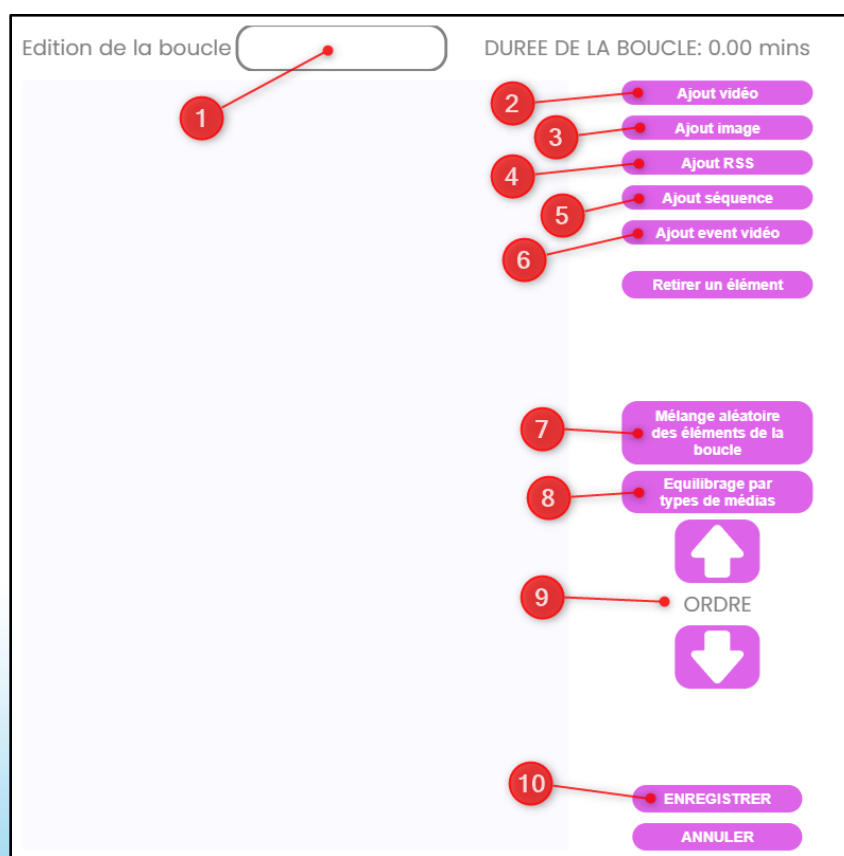 Edition de la boucle
DUREE DE LA BOUCLE: 0.00 mins
1
2
Ajout vidéo
3
Ajout image
4
Ajout RSS
5
Ajout séquence
6
Ajout event vidéo
Retirer un élément
7
Mélange aléatoire
des éléments de la
boucle
8
Equilibrage par
types de médias
9
ORDRE
10
ENREGISTRER
ANNULER